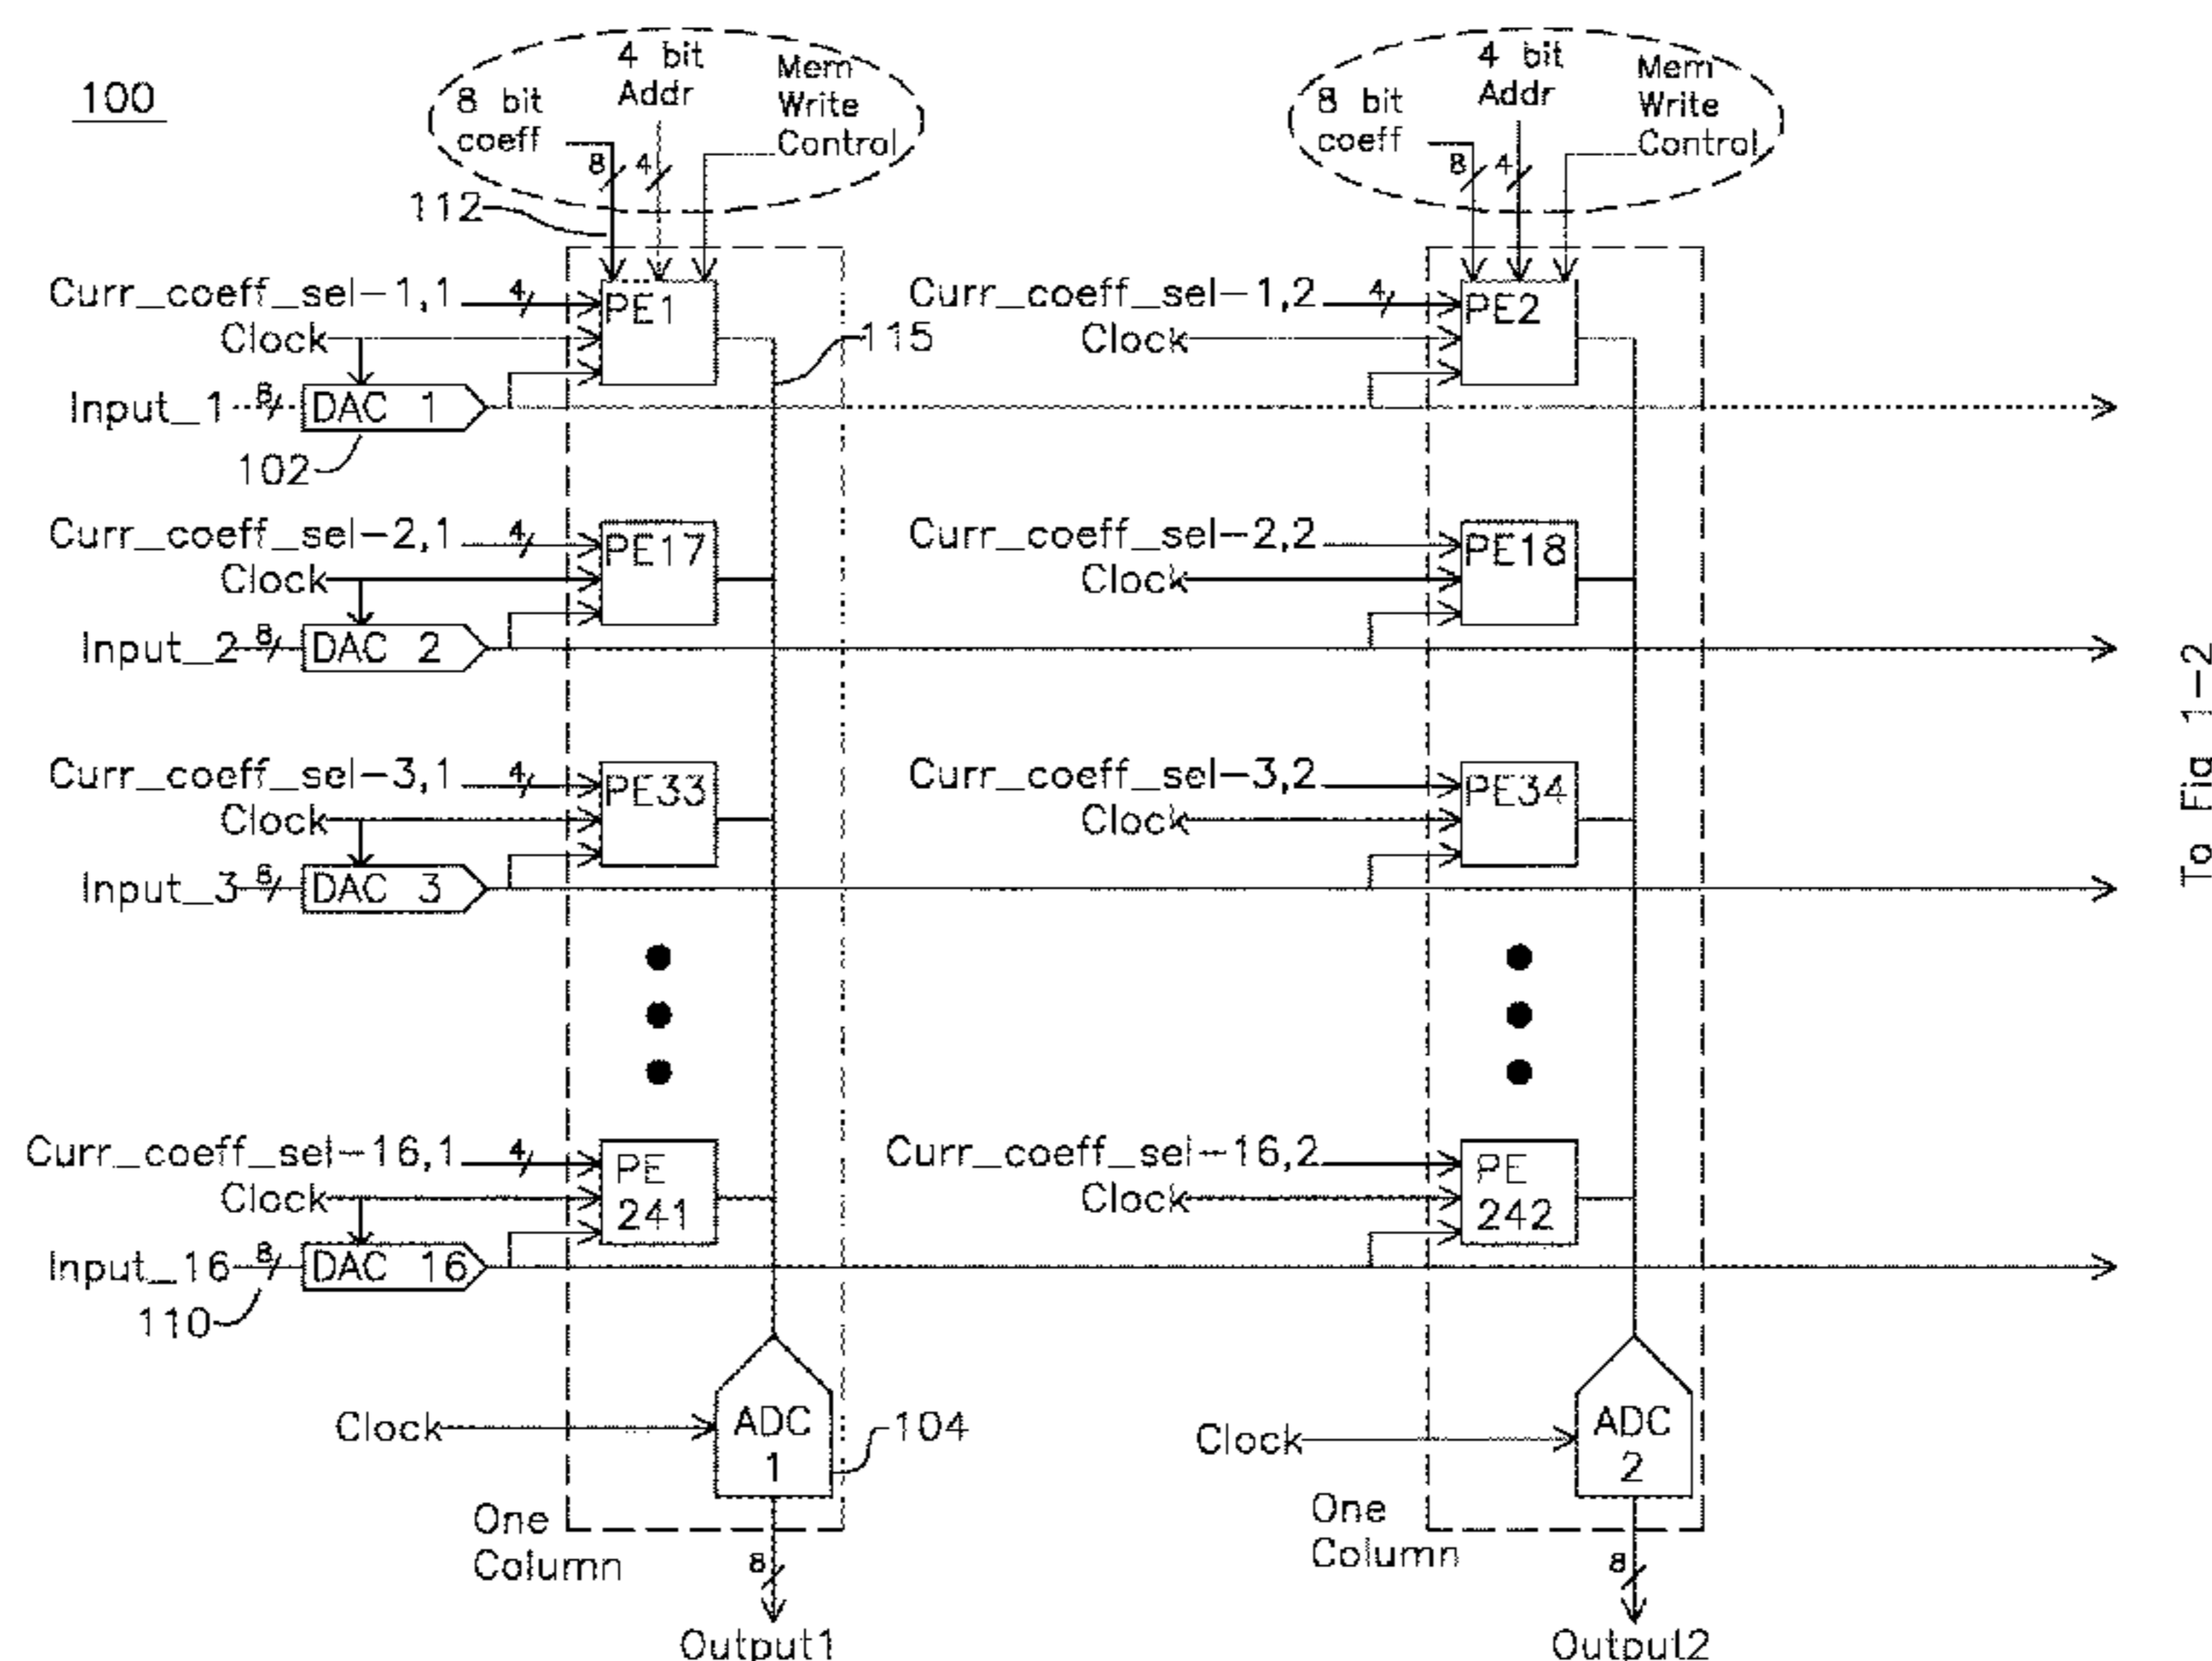 100
8 bit
coeff
4 bit
Addr
Mem
Write
Control
8
4
112
8 bit
coeff
4 bit
Addr
Mem
Write
Control
8
4
Curr_coeff_sel-1,1
4
PE1
Clock
115
Input_1
8
DAC 1
102
Curr_coeff_sel-1,2
4
PE2
Clock
Curr_coeff_sel-2,1
4
PE17
Clock
Input_2
8
DAC 2
Curr_coeff_sel-2,2
PE18
Clock
Curr_coeff_sel-3,1
4
PE33
Clock
Input_3
8
DAC 3
Curr_coeff_sel-3,2
PE34
Clock
To Fig 1-2
Curr_coeff_sel-16,1
4
PE
241
Clock
Input_16
8
DAC 16
110
Curr_coeff_sel-16,2
PE
242
Clock
Clock
ADC
1
104
One
Column
8
Output1
Clock
ADC
2
One
Column
8
Output2